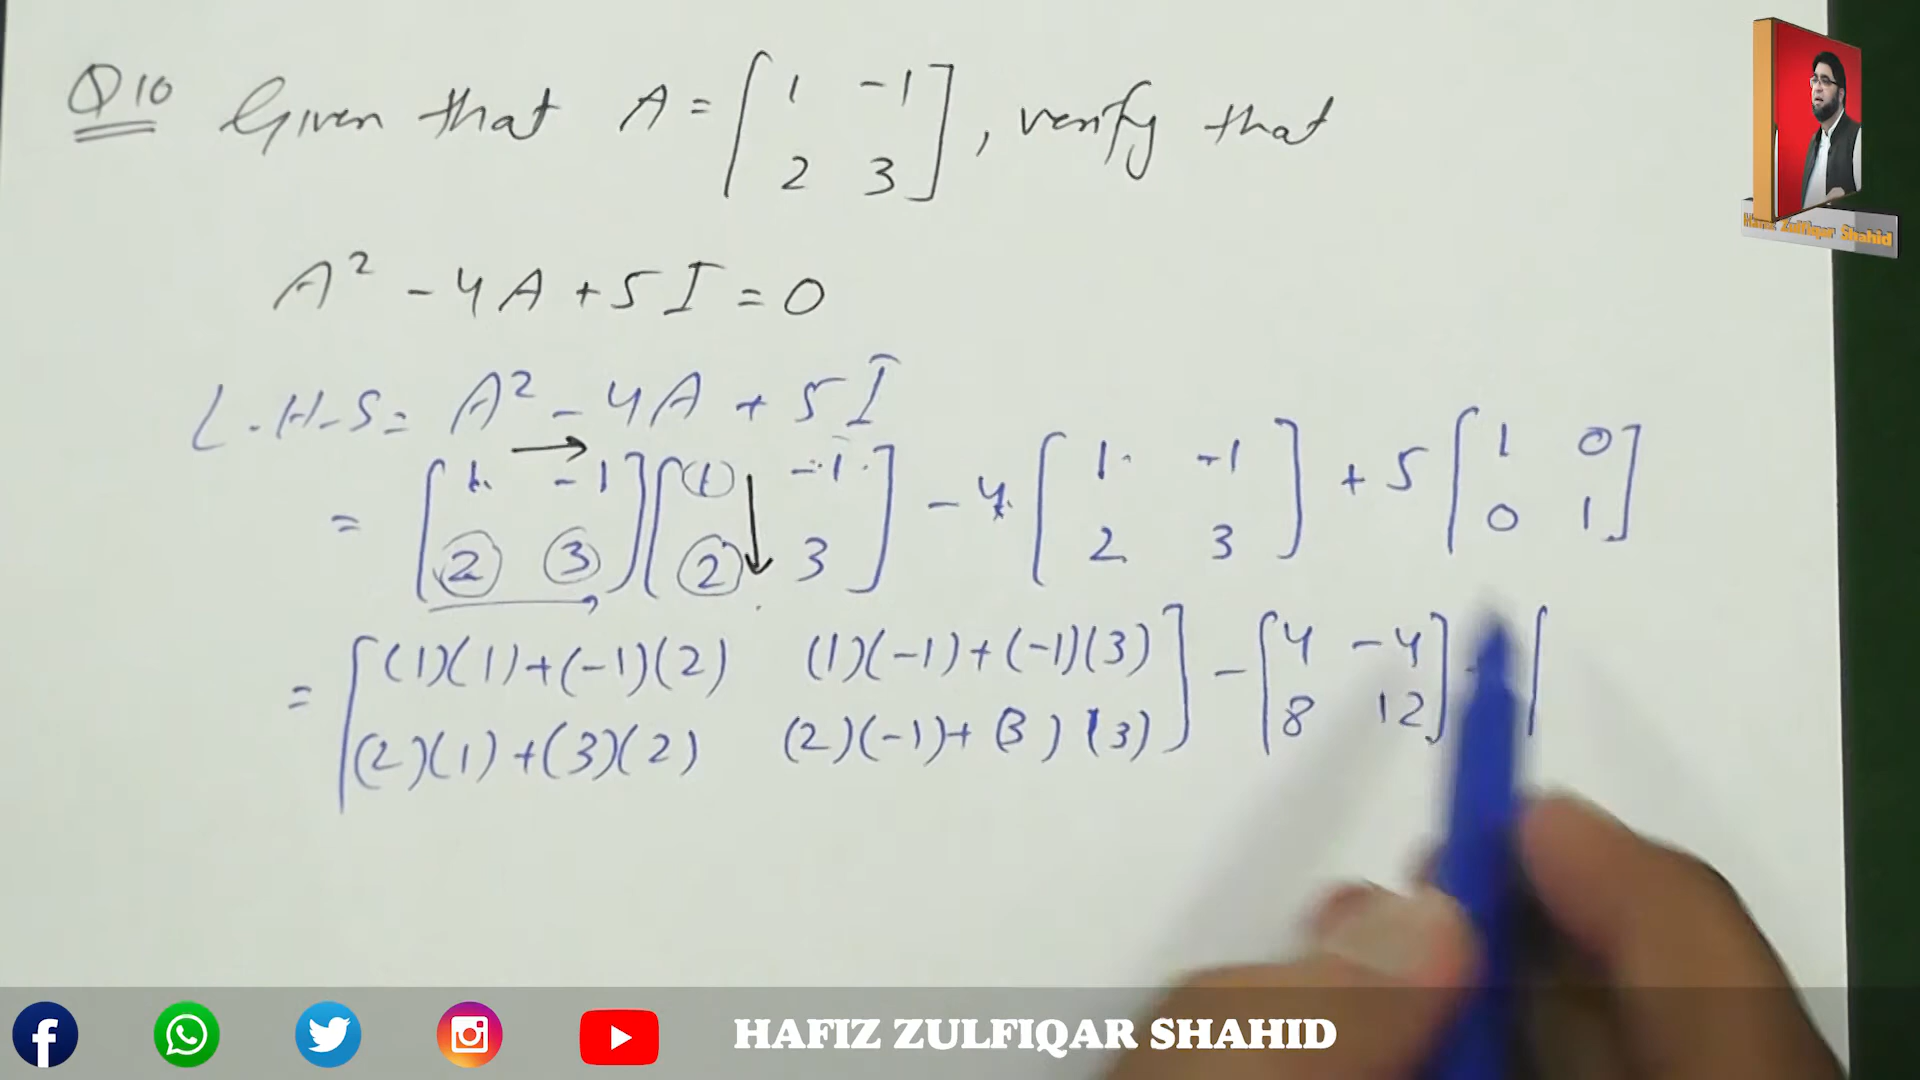 Q10 Given that A = [1 -1; 2 3], verify that
A² - 4A + 5I = 0
L.H.S = A² - 4A + 5I
= [1 -1; 2 3] [1 -1; 2 3] - 4 [1 -1; 2 3] + 5 [1 0; 0 1]
= [(1)(1)+(-1)(2) (1)(-1)+(-1)(3); (2)(1)+(3)(2) (2)(-1)+(3)(3)] - [4 -4; 8 12] [
Hafiz Zulfiqar Shahid
HAFIZ ZULFIQAR SHAHID